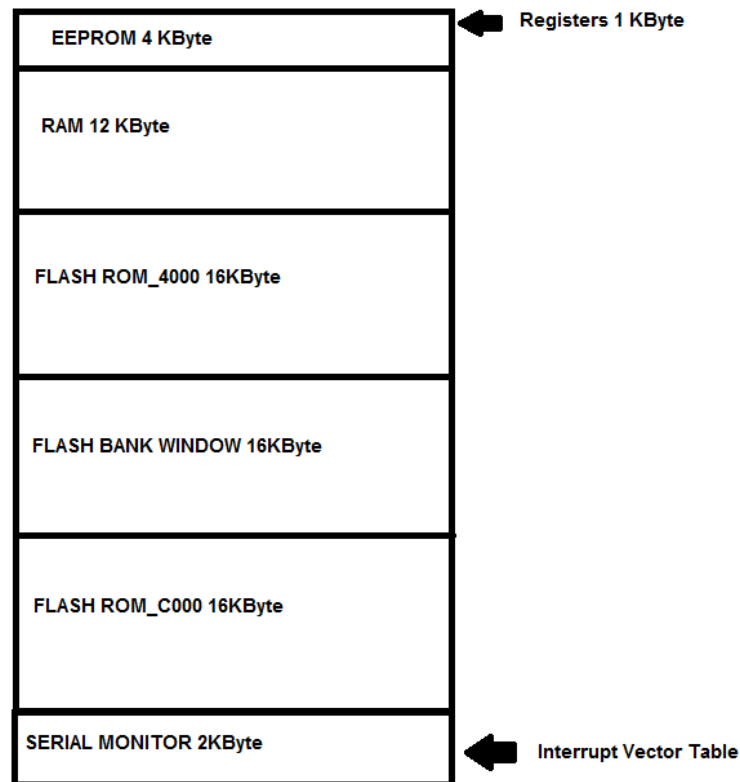 EEPROM 4 KByte
Registers 1 KByte
RAM 12 KByte
FLASH ROM_4000 16KByte
FLASH BANK WINDOW 16KByte
FLASH ROM_C000 16KByte
SERIAL MONITOR 2KByte
Interrupt Vector Table